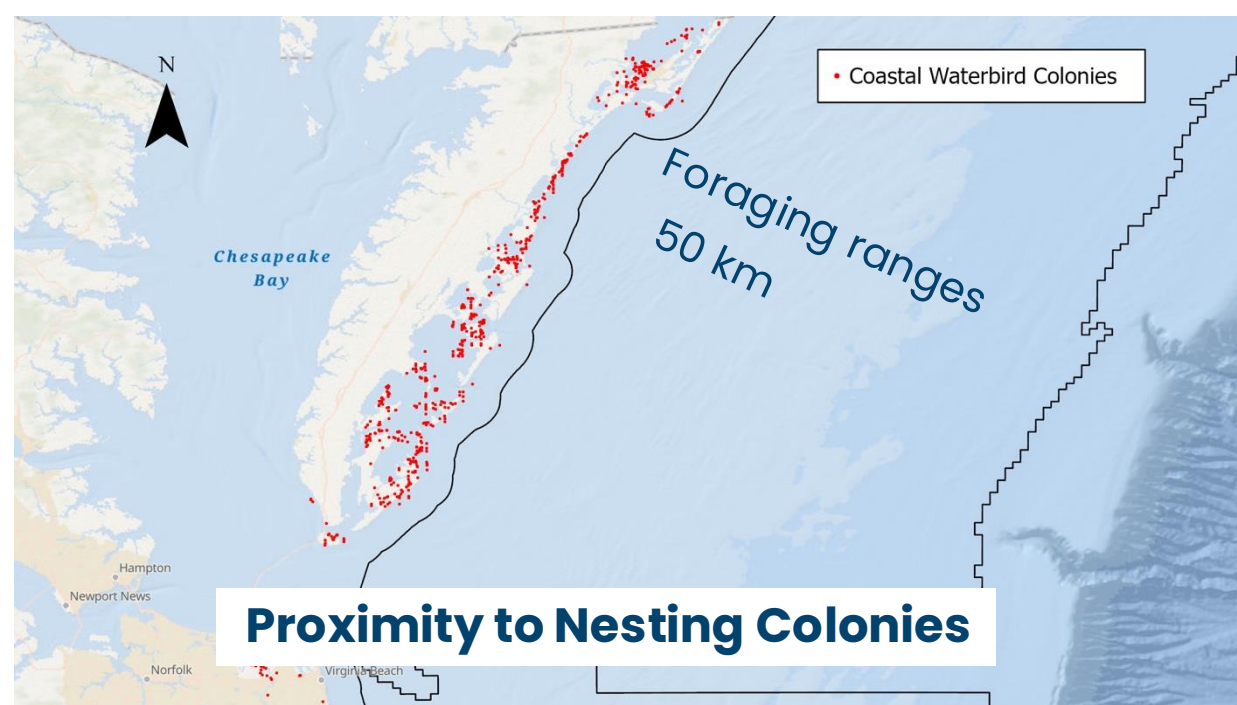 N
Coastal Waterbird Colonies
Foraging ranges
50 km
Chesapeake
Bay
Hampton
Newport News
Proximity to Nesting Colonies
Norfolk
Virginia Beach